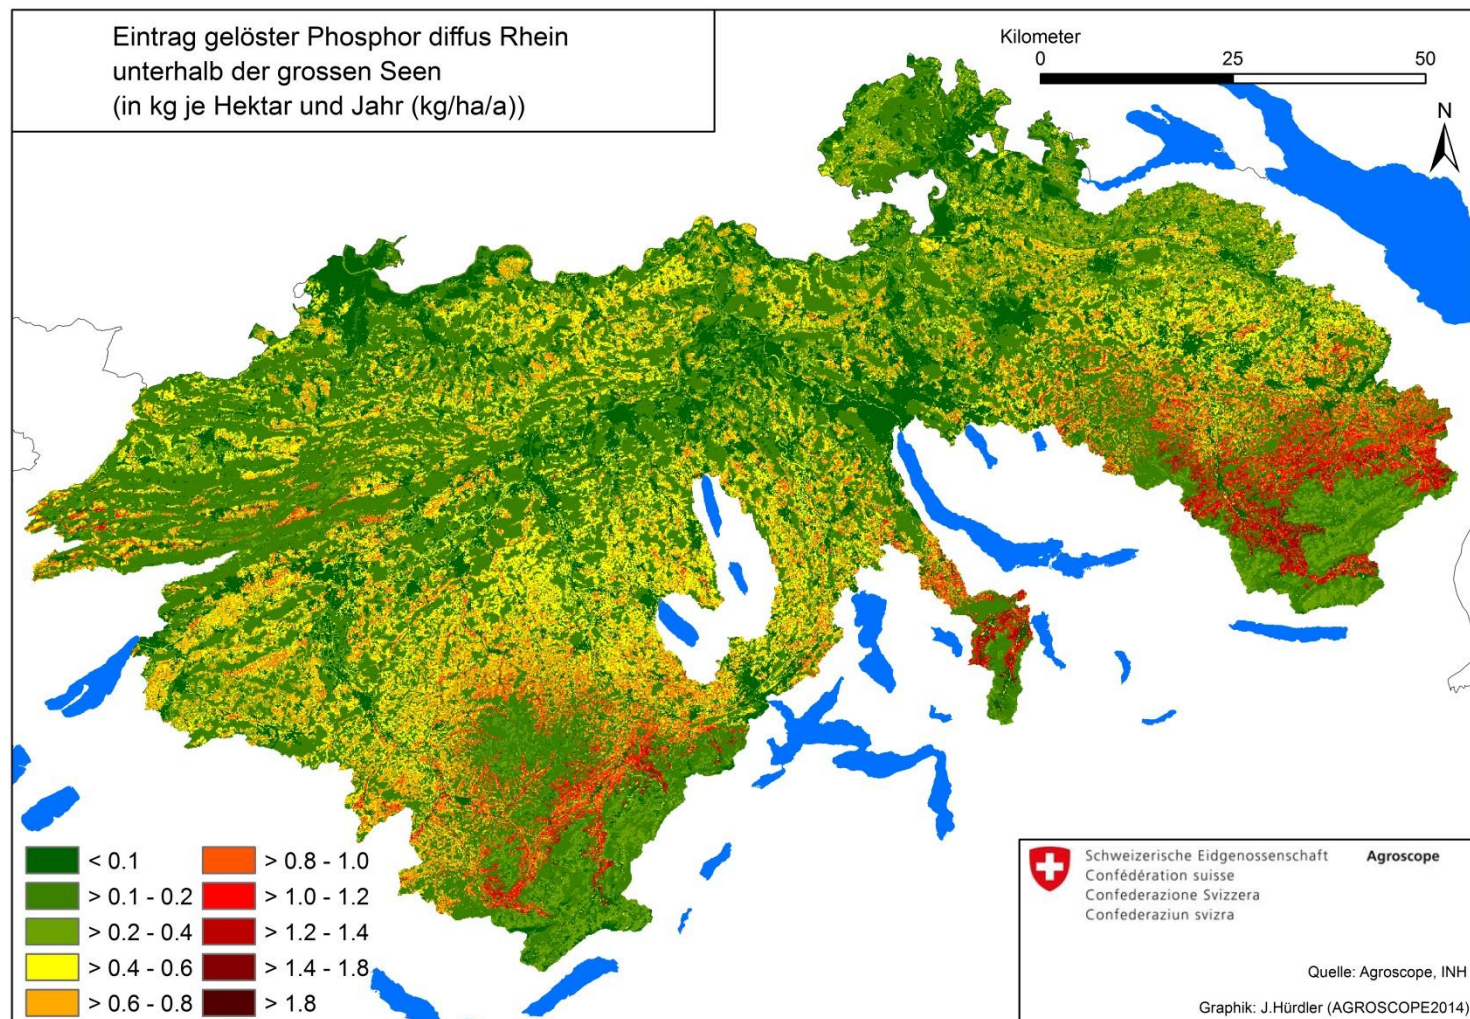 Eintrag gelöster Phosphor diffus Rhein
unterhalb der grossen Seen
(in kg je Hektar und Jahr (kg/ha/a))
Kilometer
0 25 50
N
< 0.1
> 0.1 - 0.2
> 0.2 - 0.4
> 0.4 - 0.6
> 0.6 - 0.8
> 0.8 - 1.0
> 1.0 - 1.2
> 1.2 - 1.4
> 1.4 - 1.8
> 1.8
Schweizerische Eidgenossenschaft Agroscope
Confédération suisse
Confederazione Svizzera
Confederaziun svizra
Quelle: Agroscope, INH
Graphik: J.Hürdler (AGROSCOPE2014)